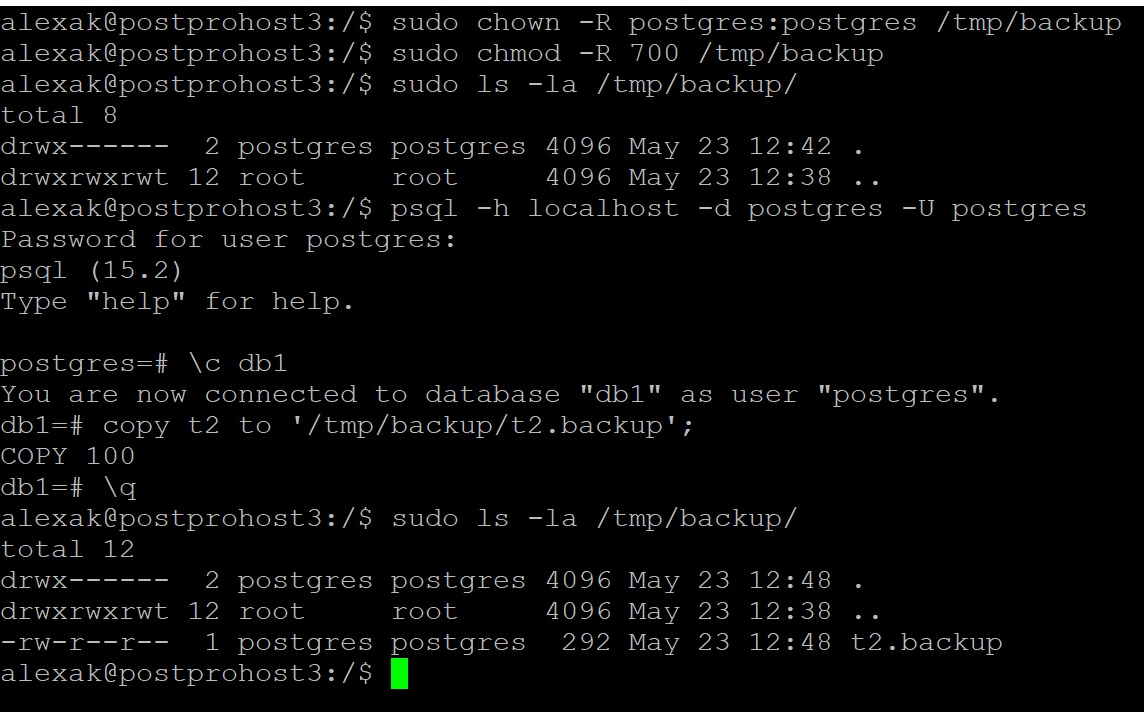 alexak@postprohost3:/$ sudo chown -R postgres:postgres /tmp/backup
alexak@postprohost3:/$ sudo chmod -R 700 /tmp/backup
alexak@postprohost3:/$ sudo ls -la /tmp/backup/
total 8
drwx------  2 postgres postgres 4096 May 23 12:42 .
drwxrwxrwt 12 root     root     4096 May 23 12:38 ..
alexak@postprohost3:/$ psql -h localhost -d postgres -U postgres
Password for user postgres:
psql (15.2)
Type "help" for help.

postgres=# \c db1
You are now connected to database "db1" as user "postgres".
db1=# copy t2 to '/tmp/backup/t2.backup';
COPY 100
db1=# \q
alexak@postprohost3:/$ sudo ls -la /tmp/backup/
total 12
drwx------  2 postgres postgres 4096 May 23 12:48 .
drwxrwxrwt 12 root     root     4096 May 23 12:38 ..
-rw-r--r--  1 postgres postgres  292 May 23 12:48 t2.backup
alexak@postprohost3:/$